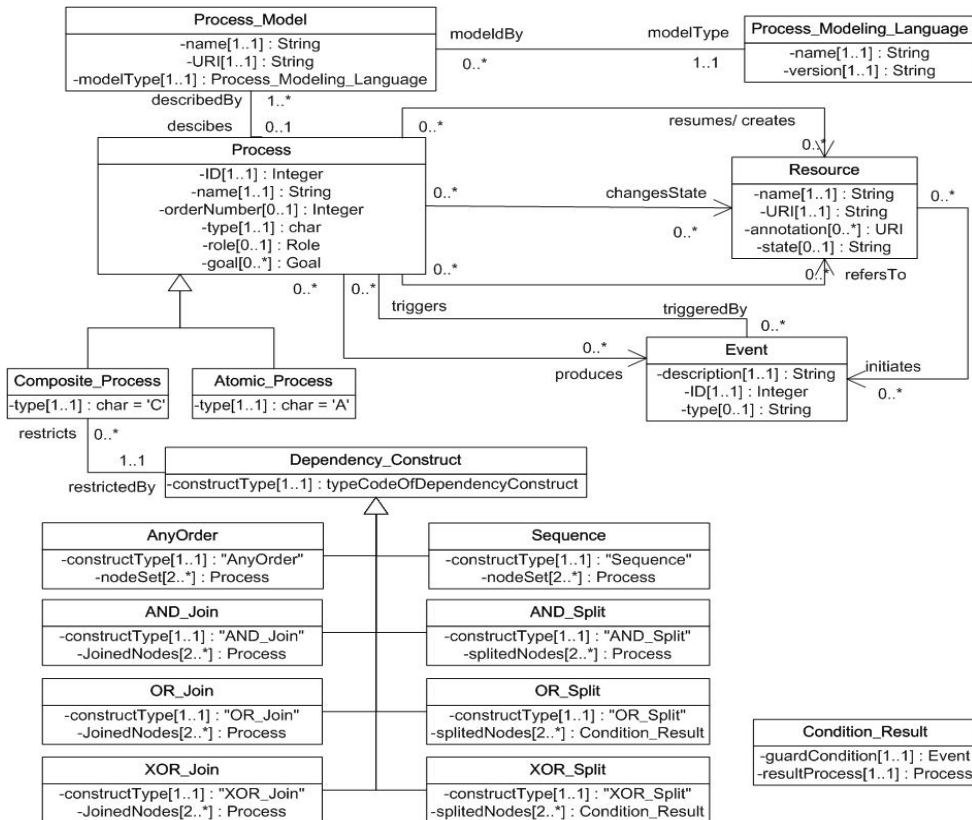 Process_Model
-name[1..1] : String
-URI[1..1] : String
-modelType[1..1] : Process_Modeling_Language
modeldBy
0..*
modelType
1..1
Process_Modeling_Language
-name[1..1] : String
-version[1..1] : String
describedBy
1..*
descibes
0..1
Process
-ID[1..1] : Integer
-name[1..1] : String
-orderNumber[0..1] : Integer
-type[1..1] : char
-role[0..1] : Role
-goal[0..*] : Goal
0..*
resumes/ creates
0..*
0..*
changesState
0..*
0..*
0..*
refersTo
Resource
-name[1..1] : String
-URI[1..1] : String
-annotation[0..*] : URI
-state[0..1] : String
0..*
0..*
0..*
triggers
triggeredBy
0..*
0..*
produces
Event
-description[1..1] : String
-ID[1..1] : Integer
-type[0..1] : String
initiates
0..*
Composite_Process
-type[1..1] : char = 'C'
Atomic_Process
-type[1..1] : char = 'A'
restricts
0..*
1..1
restrictedBy
Dependency_Construct
-constructType[1..1] : typeCodeOfDependencyConstruct
AnyOrder
-constructType[1..1] : "AnyOrder"
-nodeSet[2..*] : Process
Sequence
-constructType[1..1] : "Sequence"
-nodeSet[2..*] : Process
AND_Join
-constructType[1..1] : "AND_Join"
-JoinedNodes[2..*] : Process
AND_Split
-constructType[1..1] : "AND_Split"
-splitedNodes[2..*] : Process
OR_Join
-constructType[1..1] : "OR_Join"
-JoinedNodes[2..*] : Process
OR_Split
-constructType[1..1] : "OR_Split"
-splitedNodes[2..*] : Condition_Result
XOR_Join
-constructType[1..1] : "XOR_Join"
-JoinedNodes[2..*] : Process
XOR_Split
-constructType[1..1] : "XOR_Split"
-splitedNodes[2..*] : Condition_Result
Condition_Result
-guardCondition[1..1] : Event
-resultProcess[1..1] : Process